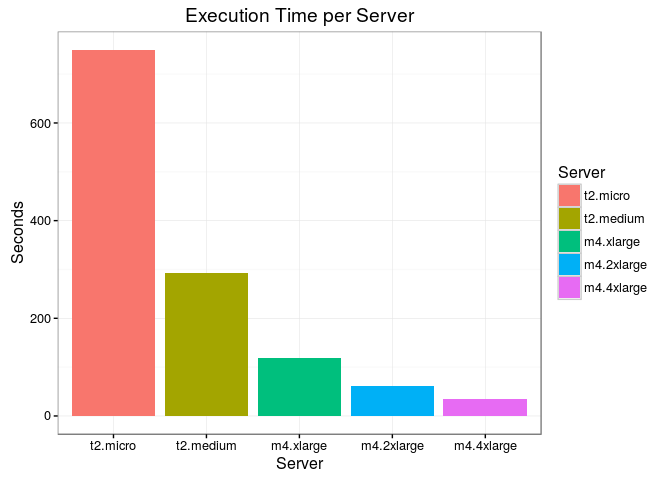 Execution Time per Server
Seconds
600
400
200
0
t2.micro t2.medium m4.xlarge m4.2xlarge m4.4xlarge
Server
Server
t2.micro
t2.medium
m4.xlarge
m4.2xlarge
m4.4xlarge